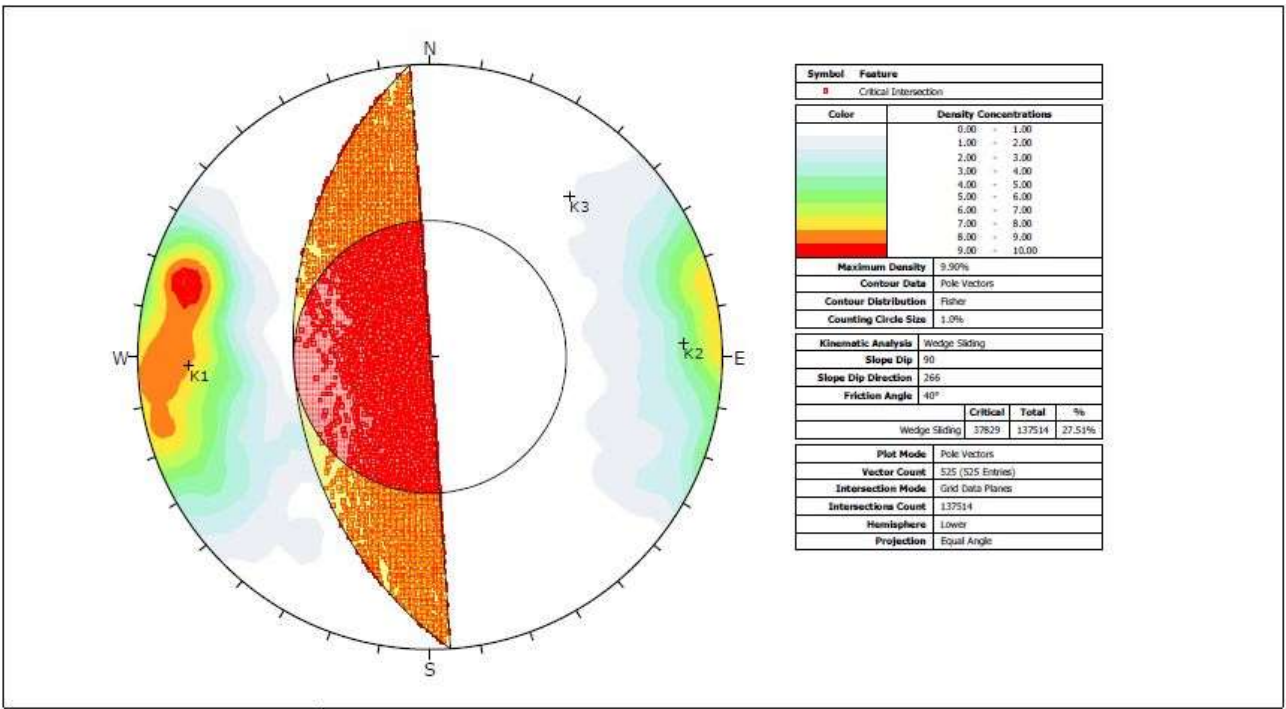 N
W
E
S
K1
K2
K3
Symbol Feature
Critical Intersection
Color Density Concentrations
0.00 - 1.00
1.00 - 2.00
2.00 - 3.00
3.00 - 4.00
4.00 - 5.00
5.00 - 6.00
6.00 - 7.00
7.00 - 8.00
8.00 - 9.00
9.00 - 10.00
Maximum Density 9.90%
Contour Data Pole Vectors
Contour Distribution Fisher
Counting Circle Size 1.0%
Kinematic Analysis Wedge Sliding
Slope Dip 90
Slope Dip Direction 266
Friction Angle 40°
Critical Total %
Wedge Sliding 37829 137514 27.51%
Plot Mode Pole Vectors
Vector Count 525 (525 Entries)
Intersection Mode Grid Data Planes
Intersections Count 137514
Hemisphere Lower
Projection Equal Angle